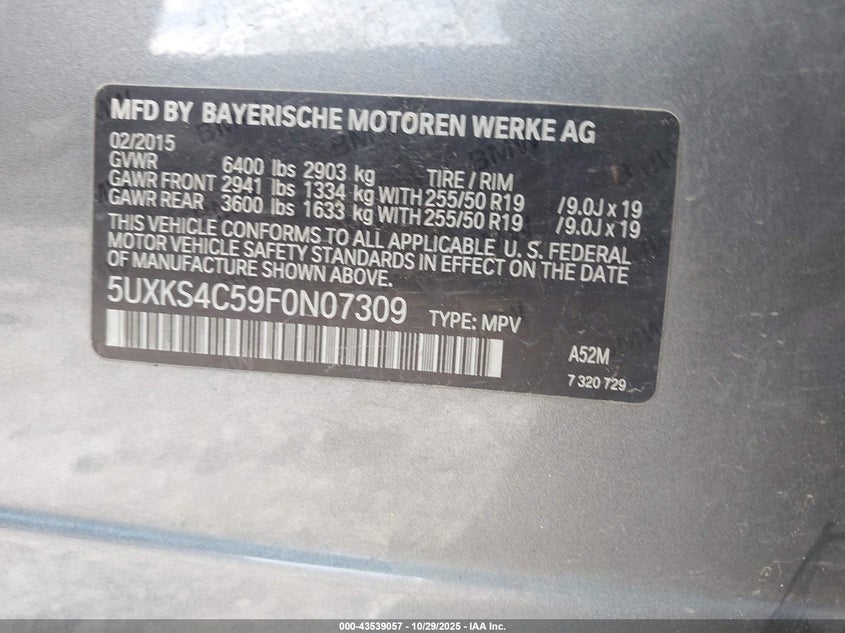 MFD BY BAYERISCHE MOTOREN WERKE AG
02/2015
GVWR 6400 lbs 2903 kg TIRE / RIM
GAWR FRONT 2941 lbs 1334 kg WITH 255/50 R19 /9.0J x 19
GAWR REAR 3600 lbs 1633 kg WITH 255/50 R19 /9.0J x 19
THIS VEHICLE CONFORMS TO ALL APPLICABLE U. S. FEDERAL
MOTOR VEHICLE SAFETY STANDARDS IN EFFECT ON THE DATE
OF MANUFACTURE SHOWN ABOVE.
5UXKS4C59F0N07309 TYPE: MPV
A52M
7 320 729
000-43539057 - 10/29/2025 - IAA Inc.